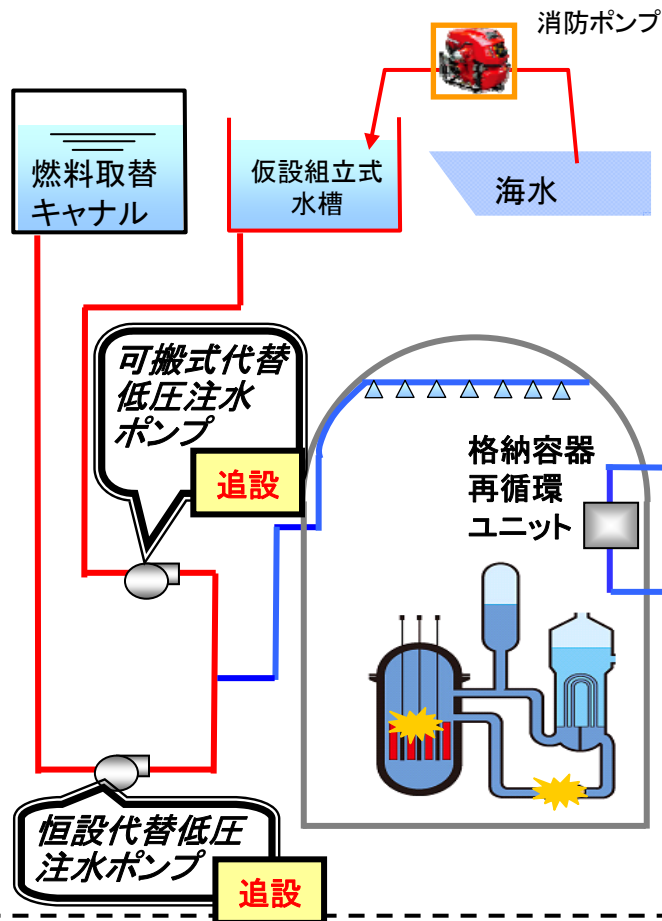 消防ポンプ
燃料取替
キャナル
仮設組立式
水槽
海水
可搬式代替
低圧注水
ポンプ
追設
格納容器
再循環
ユニット
恒設代替低圧
注水ポンプ
追設